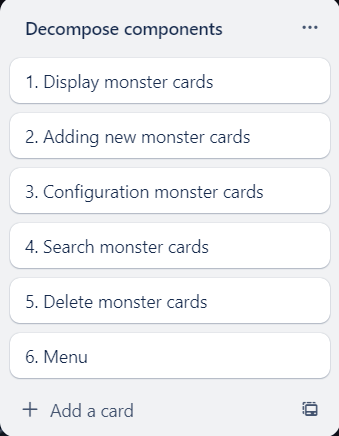 Decompose components
1. Display monster cards
2. Adding new monster cards
3. Configuration monster cards
4. Search monster cards
5. Delete monster cards
6. Menu
Add a card